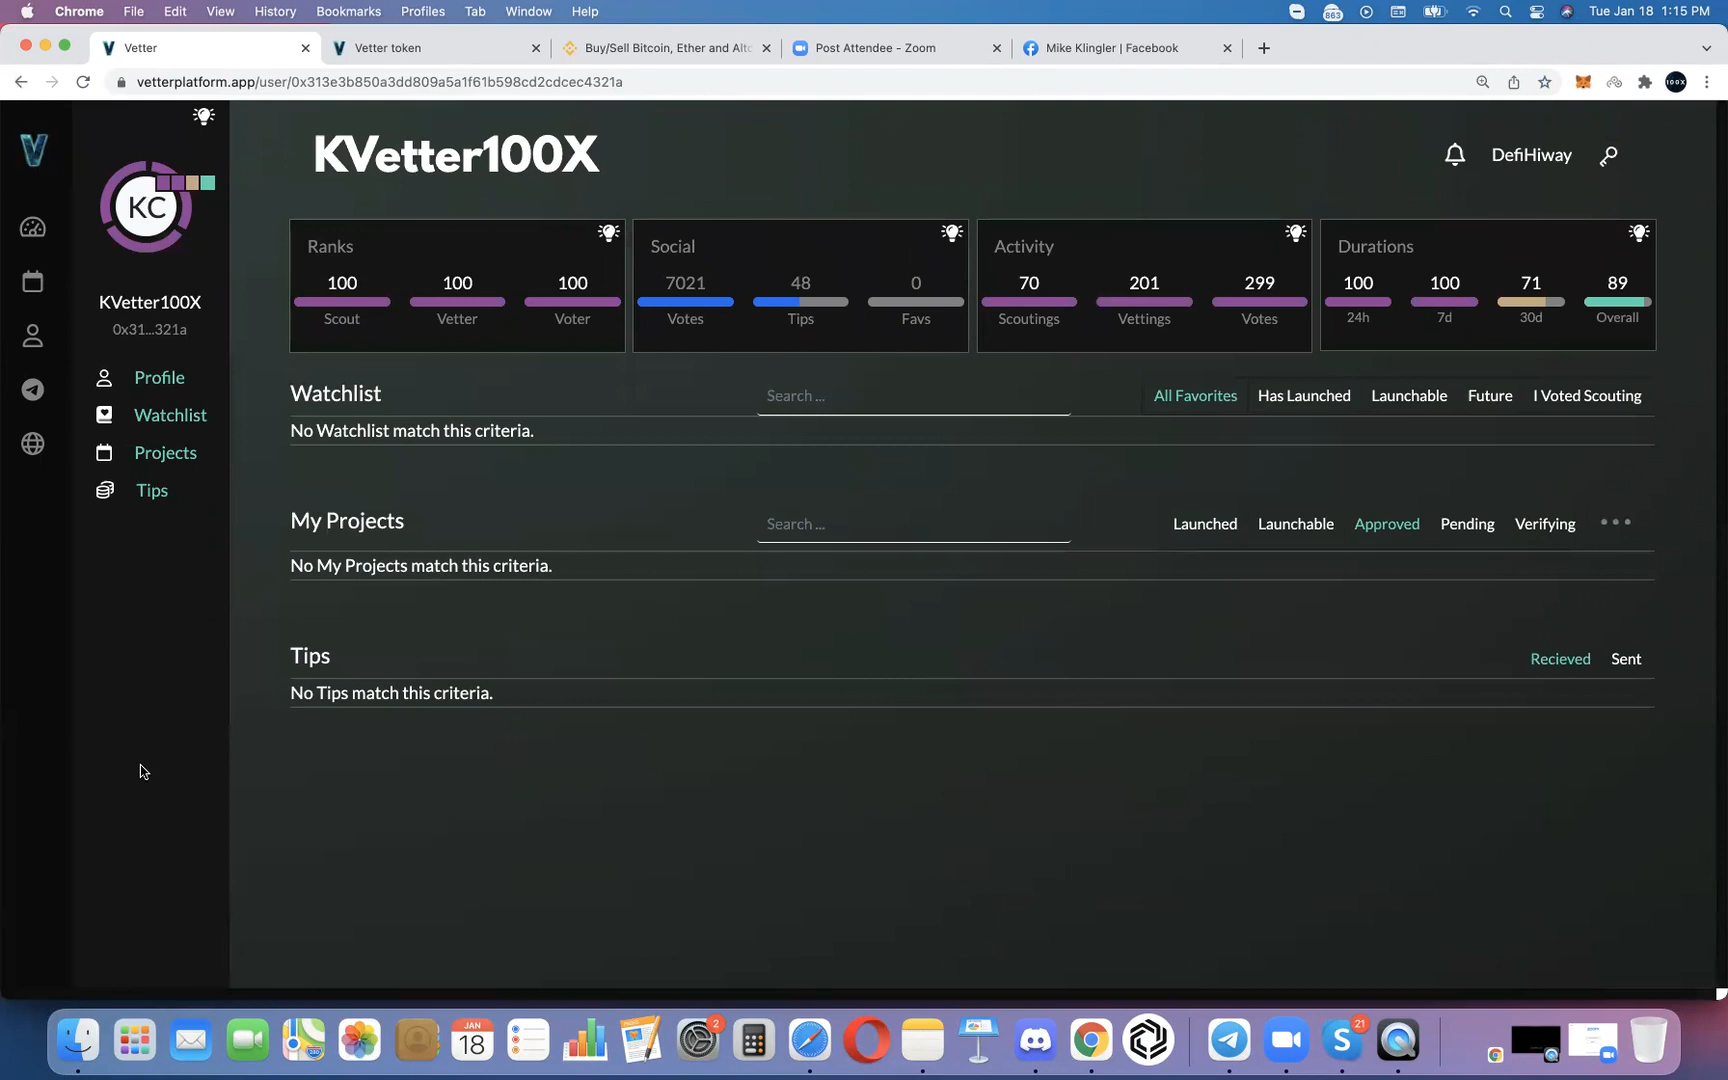 Chrome File Edit View History Bookmarks Profiles Tab Window Help 863 Tue Jan 18 1:15 PM
Vetter Vetter token Buy/Sell Bitcoin, Ether and Altc Post Attendee - Zoom Mike Klingler | Facebook
vetterplatform.app/user/0x313e3b850a3dd809a5a1f61b598cd2cdcec4321a 100X
KVetter100X
DefiHiway
KC
KVetter100X
0x31...321a
Profile
Watchlist
Projects
Tips
Ranks
100 100 100
Scout Vetter Voter
Social
7021 48 0
Votes Tips Favs
Activity
70 201 299
Scoutings Vettings Votes
Durations
100 100 71 89
24h 7d 30d Overall
Watchlist Search ... All Favorites Has Launched Launchable Future I Voted Scouting
No Watchlist match this criteria.
My Projects Search ... Launched Launchable Approved Pending Verifying
No My Projects match this criteria.
Tips Recieved Sent
No Tips match this criteria.
JAN
18
2
21